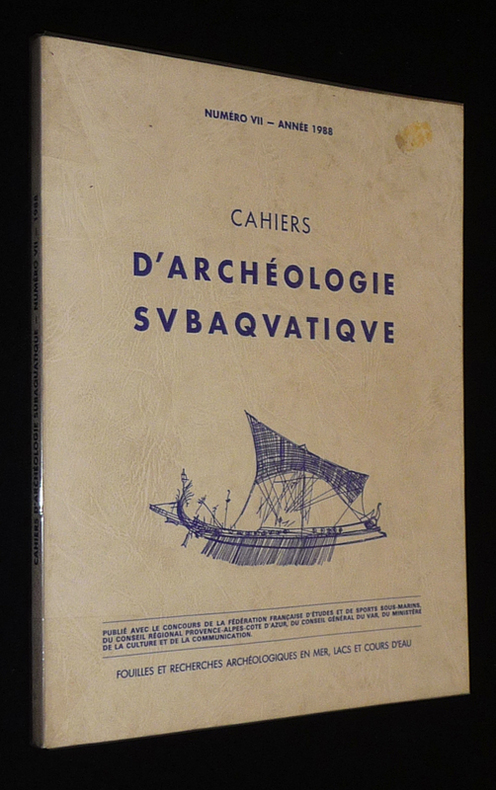 NUMÉRO VII — ANNÉE 1988
CAHIERS
D'ARCHÉOLOGIE
SVBAQVATIQVE
PUBLIÉ AVEC LE CONCOURS DE LA FÉDÉRATION FRANÇAISE D'ÉTUDES ET DE SPORTS SOUS-MARINS,
DU CONSEIL RÉGIONAL PROVENCE-ALPES-COTE D'AZUR, DU CONSEIL GÉNÉRAL DU VAR, DU MINISTÈRE
DE LA CULTURE ET DE LA COMMUNICATION.
FOUILLES ET RECHERCHES ARCHÉOLOGIQUES EN MER, LACS ET COURS D'EAU
CAHIERS D'ARCHÉOLOGIE SUBAQUATIQUE — NUMÉRO VII — 1988